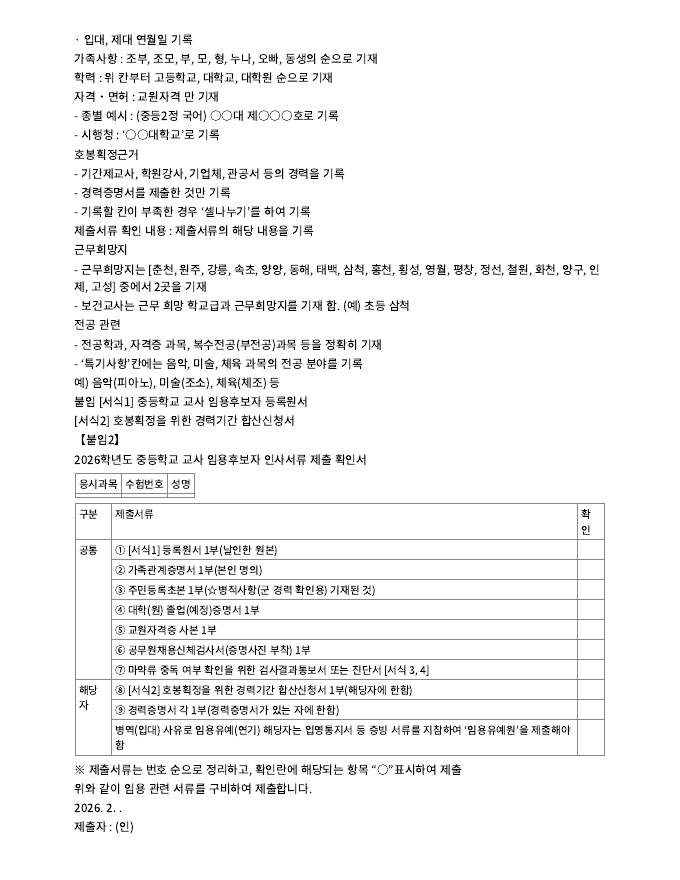 · 입대, 제대 연월일 기록
가족사항 : 조부, 조모, 부, 모, 형, 누나, 오빠, 동생의 순으로 기재
학력 : 위 칸부터 고등학교, 대학교, 대학원 순으로 기재
자격・면허 : 교원자격 만 기재
- 종별 예시 : (중등2정 국어) ○○대 제○○○호로 기록
- 시행청 : ‘○○대학교’로 기록
호봉획정근거
- 기간제교사, 학원강사, 기업체, 관공서 등의 경력을 기록
- 경력증명서를 제출한 것만 기록
- 기록할 칸이 부족한 경우 ‘셀나누기’를 하여 기록
제출서류 확인 내용 : 제출서류의 해당 내용을 기록
근무희망지
- 근무희망지는 [춘천, 원주, 강릉, 속초, 양양, 동해, 태백, 삼척, 홍천, 횡성, 영월, 평창, 정선, 철원, 화천, 양구, 인
제, 고성] 중에서 2곳을 기재
- 보건교사는 근무 희망 학교급과 근무희망지를 기재 함. (예) 초등 삼척
전공 관련
- 전공학과, 자격증 과목, 복수전공(부전공)과목 등을 정확히 기재
- ‘특기사항’칸에는 음악, 미술, 체육 과목의 전공 분야를 기록
예) 음악(피아노), 미술(조소), 체육(체조) 등
붙임 [서식1] 중등학교 교사 임용후보자 등록원서
[서식2] 호봉획정을 위한 경력기간 합산신청서
【붙임2】
2026학년도 중등학교 교사 임용후보자 인사서류 제출 확인서
응시과목 수험번호 성명
구분 제출서류 확인
공통 ① [서식1] 등록원서 1부(날인한 원본)
② 가족관계증명서 1부(본인 명의)
③ 주민등록초본 1부(☆병적사항(군 경력 확인용) 기재된 것)
④ 대학(원) 졸업(예정)증명서 1부
⑤ 교원자격증 사본 1부
⑥ 공무원채용신체검사서(증명사진 부착) 1부
⑦ 마약류 중독 여부 확인을 위한 검사결과통보서 또는 진단서 [서식 3, 4]
해당자 ⑧ [서식2] 호봉획정을 위한 경력기간 합산신청서 1부(해당자에 한함)
⑨ 경력증명서 각 1부(경력증명서가 있는 자에 한함)
병역(입대) 사유로 임용유예(연기) 해당자는 입영통지서 등 증빙 서류를 지참하여 ‘임용유예원’을 제출해야
함
※ 제출서류는 번호 순으로 정리하고, 확인란에 해당되는 항목 “○”표시하여 제출
위와 같이 임용 관련 서류를 구비하여 제출합니다.
2026. 2. .
제출자 : (인)